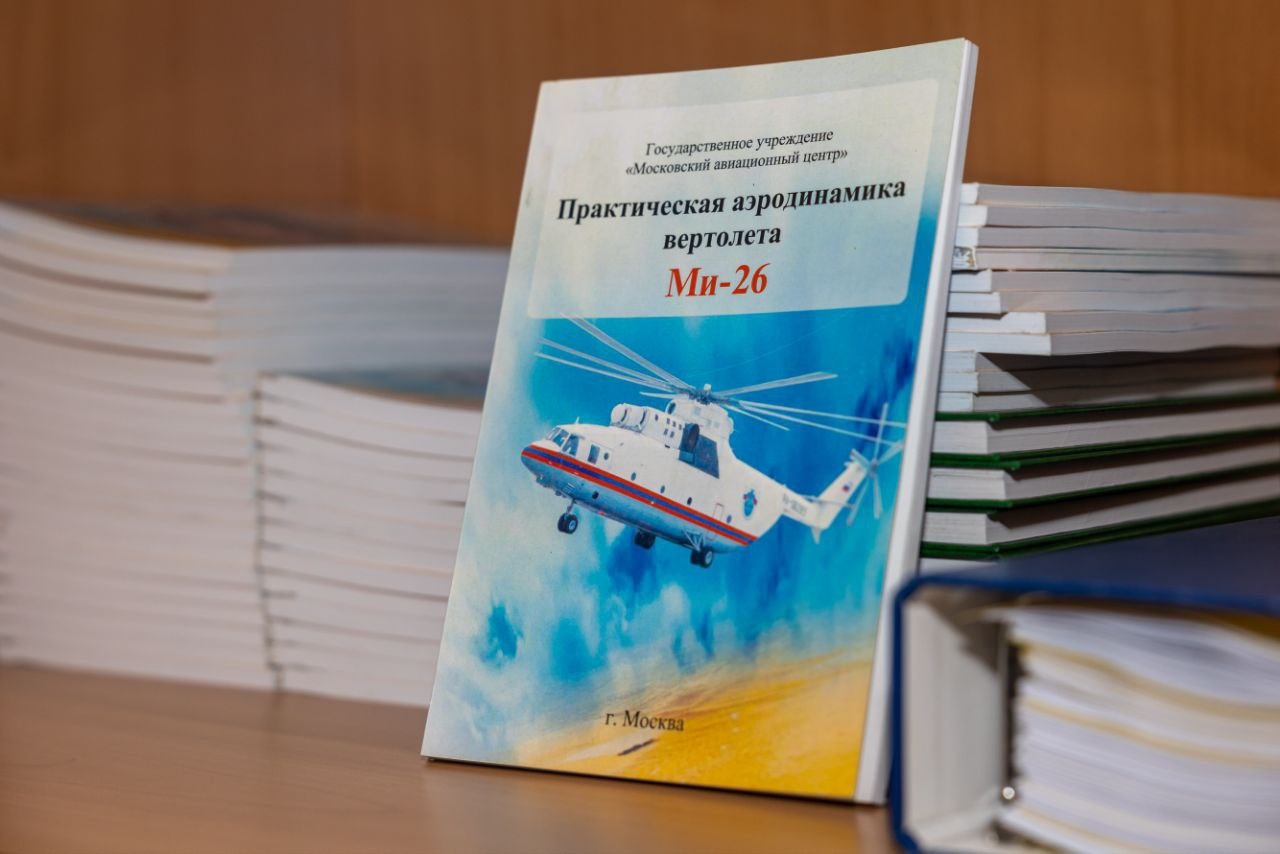 Государственное учреждение
«Московский авиационный центр»
Практическая аэродинамика
вертолета
Ми-26
г. Москва